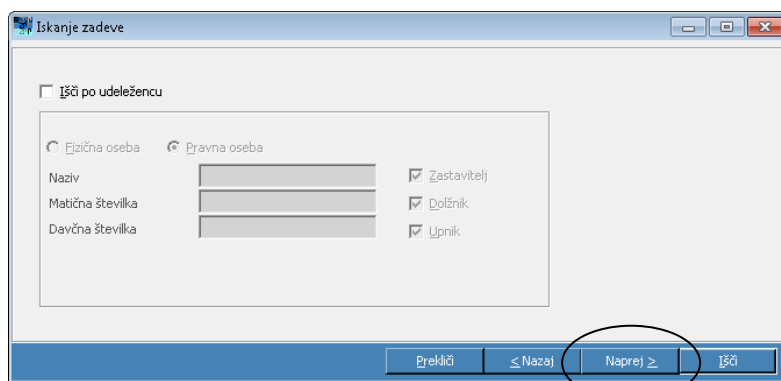 Iskanje zadeve
Išči po udeležencu
Fizična oseba Pravna oseba
Naziv Zastavitelj
Matična številka Dolžnik
Davčna številka Upnik
Prekliči < Nazaj Naprej > Išči